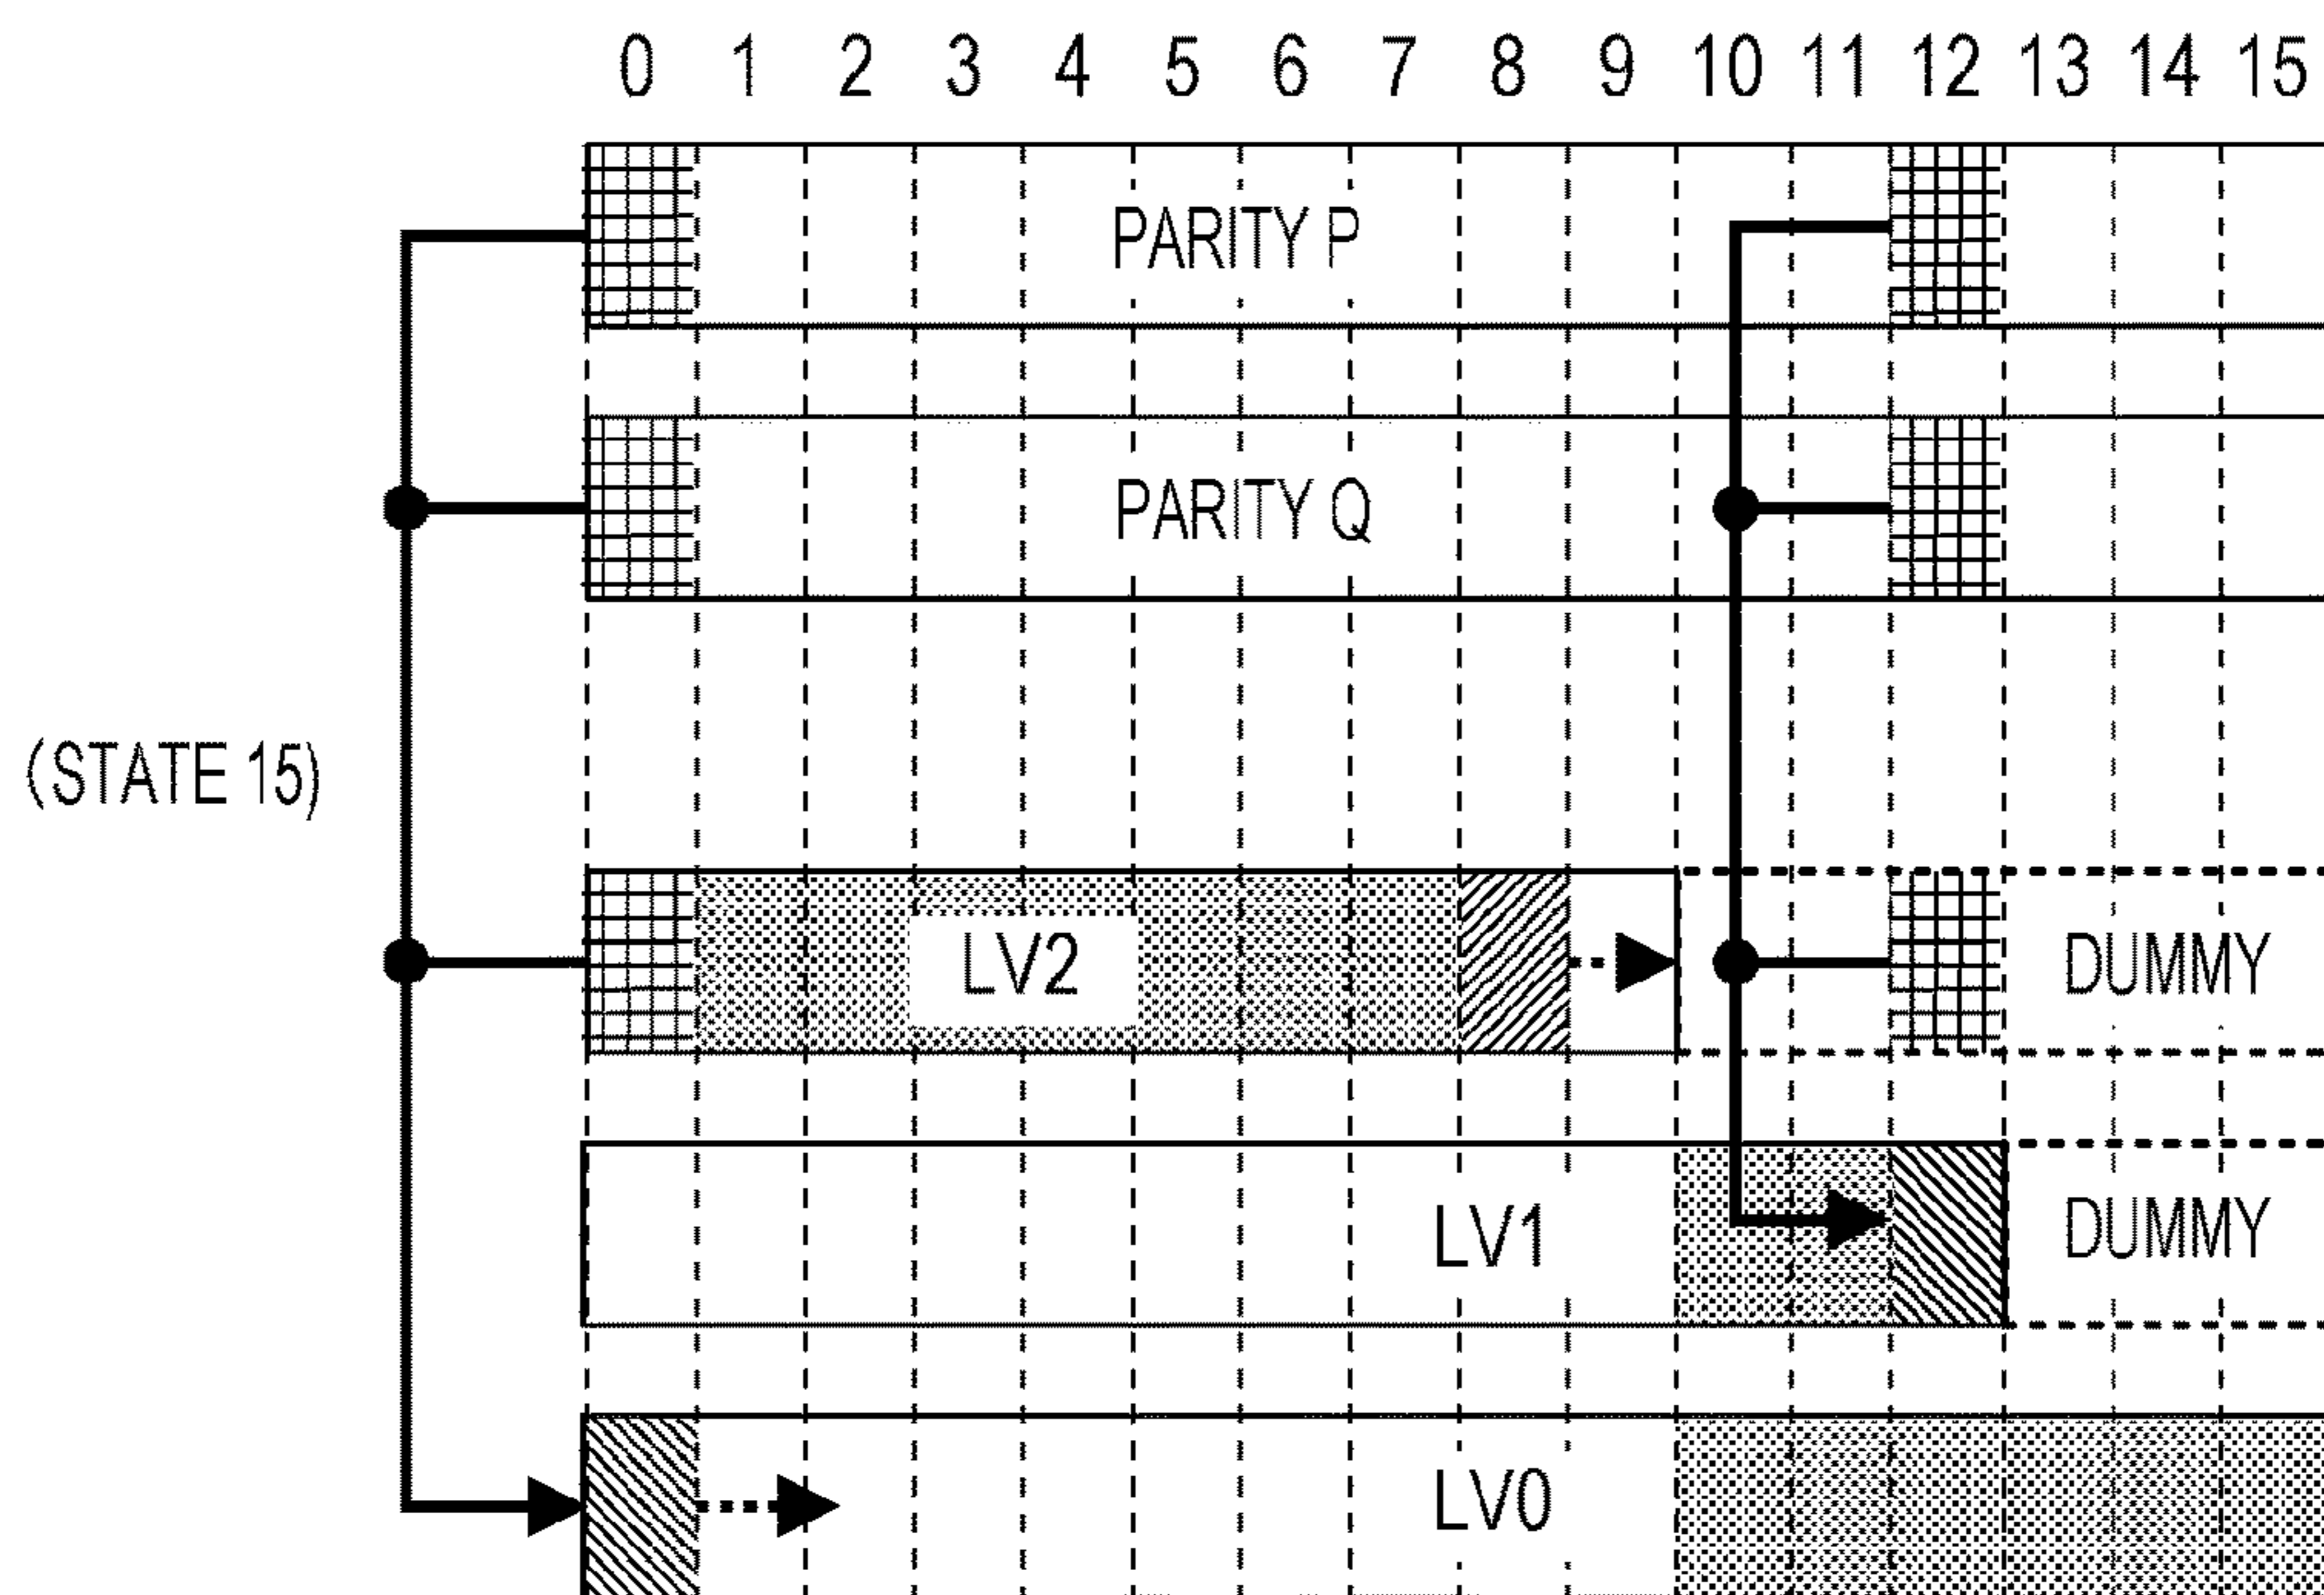 0 1 2 3 4 5 6 7 8 9 10 11 12 13 14 15
PARITY P
PARITY Q
(STATE 15)
LV2 DUMMY
LV1 DUMMY
LV0